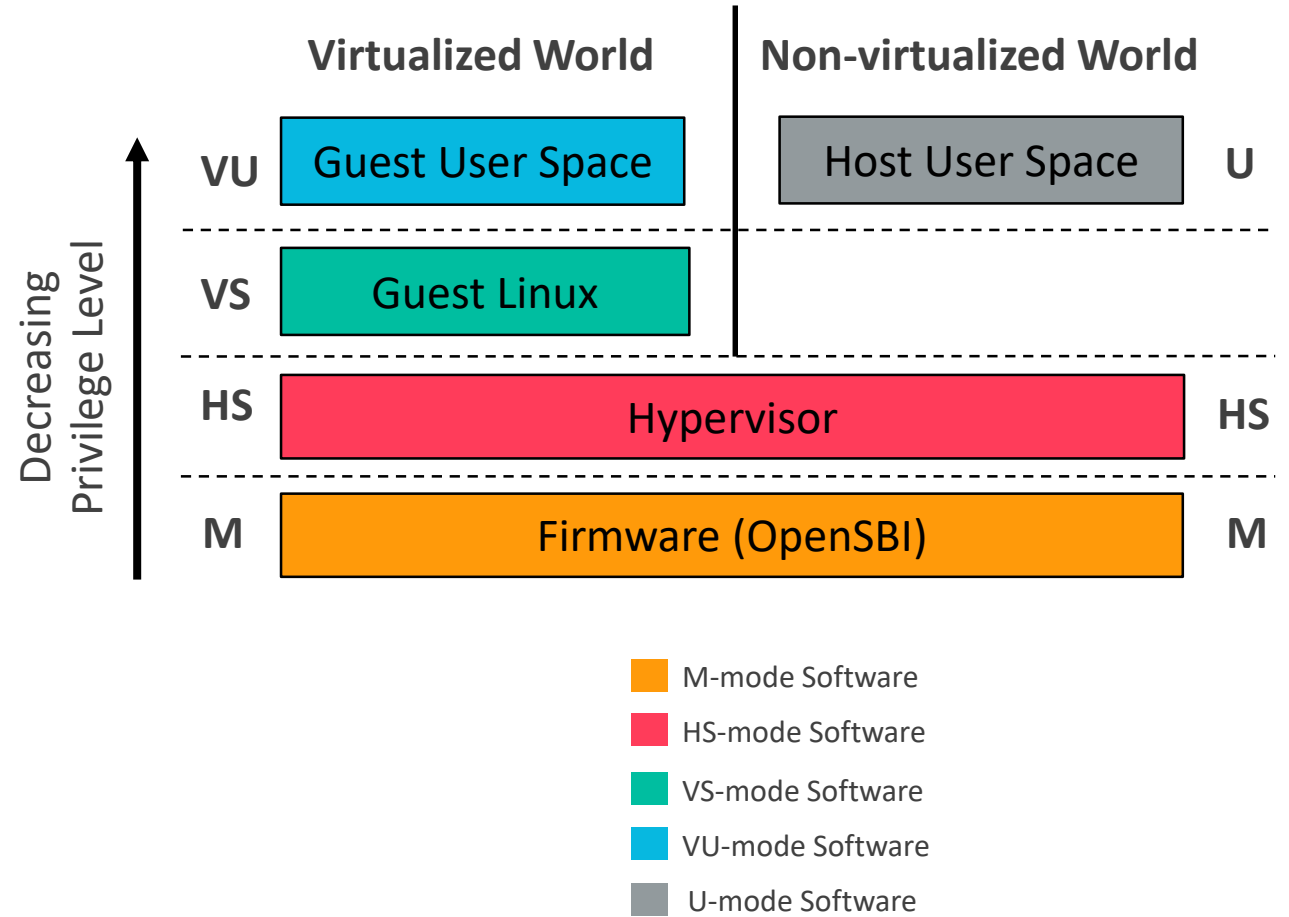 Virtualized World
Non-virtualized World
Decreasing
Privilege Level
VU
Guest User Space
Host User Space
U
VS
Guest Linux
HS
Hypervisor
HS
M
Firmware (OpenSBI)
M
M-mode Software
HS-mode Software
VS-mode Software
VU-mode Software
U-mode Software